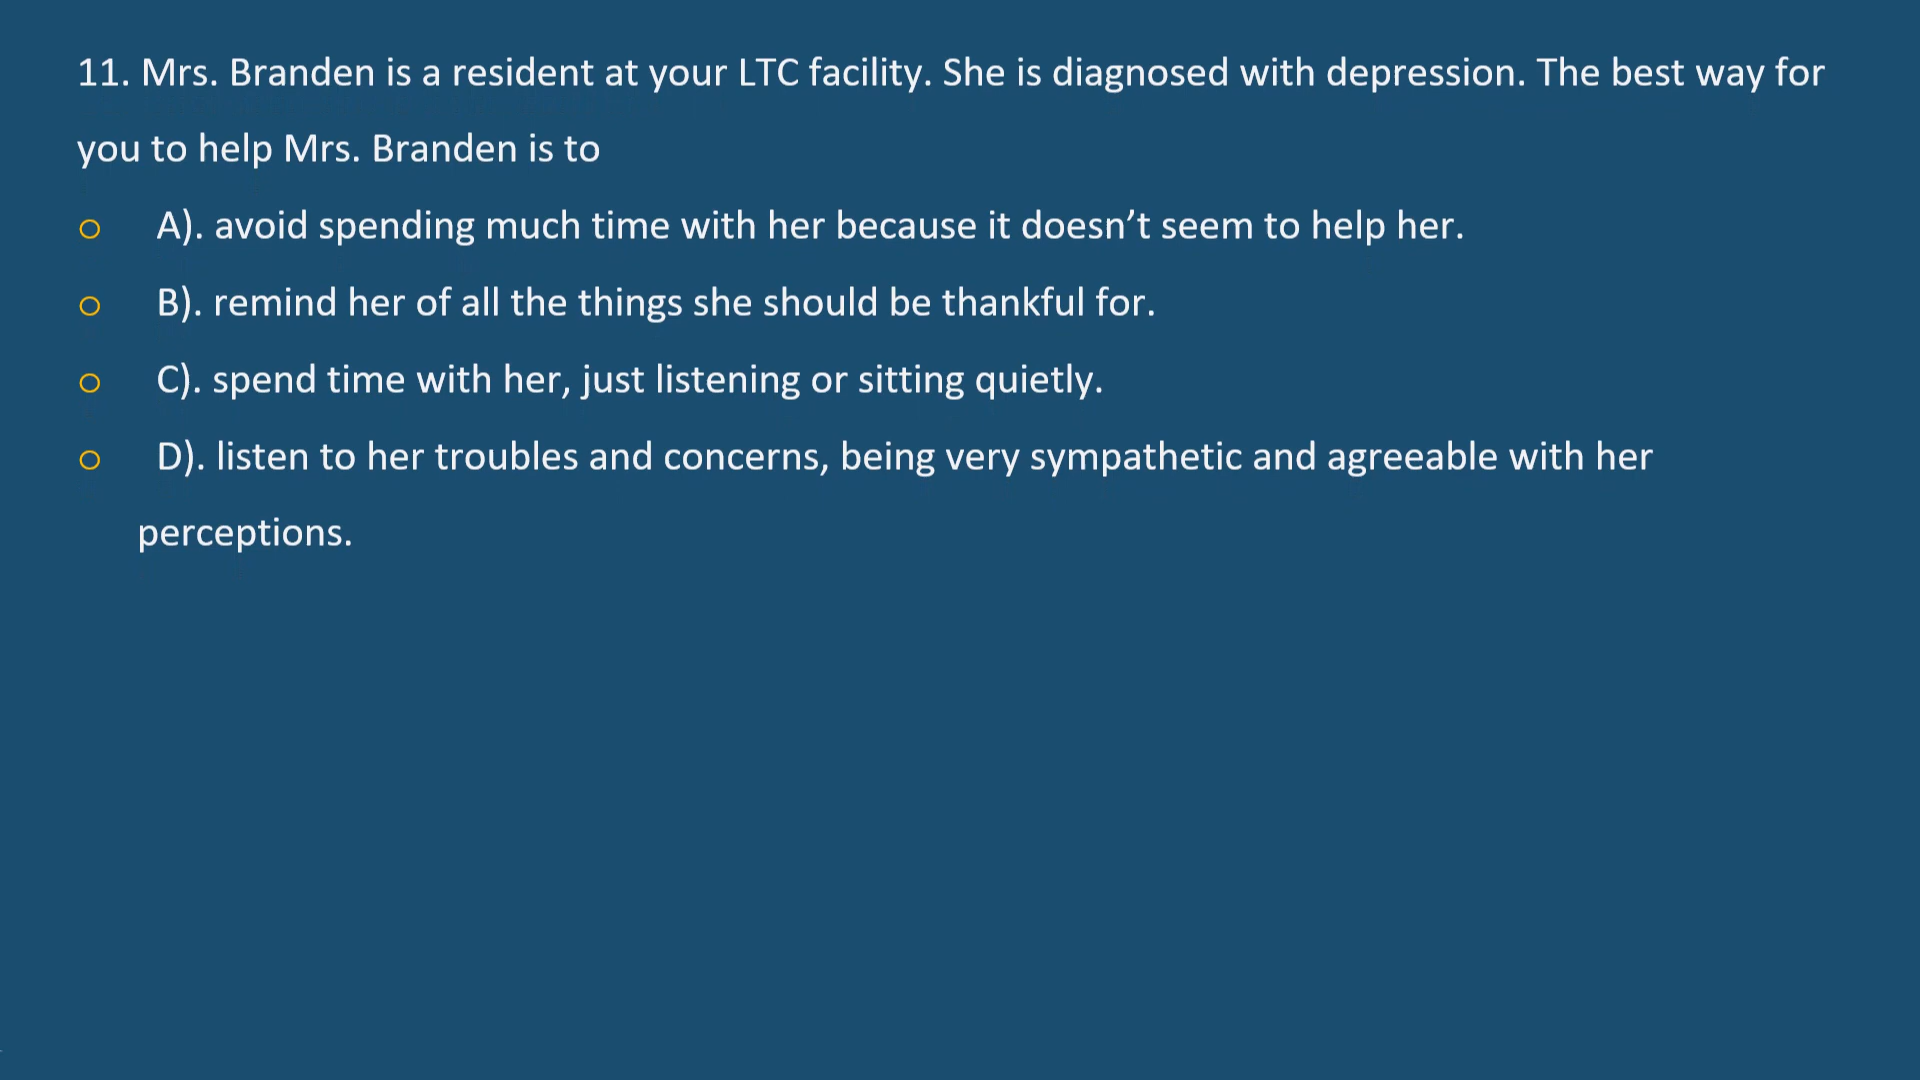 11. Mrs. Branden is a resident at your LTC facility. She is diagnosed with depression. The best way for
you to help Mrs. Branden is to
A). avoid spending much time with her because it doesn’t seem to help her.
B). remind her of all the things she should be thankful for.
C). spend time with her, just listening or sitting quietly.
D). listen to her troubles and concerns, being very sympathetic and agreeable with her
perceptions.